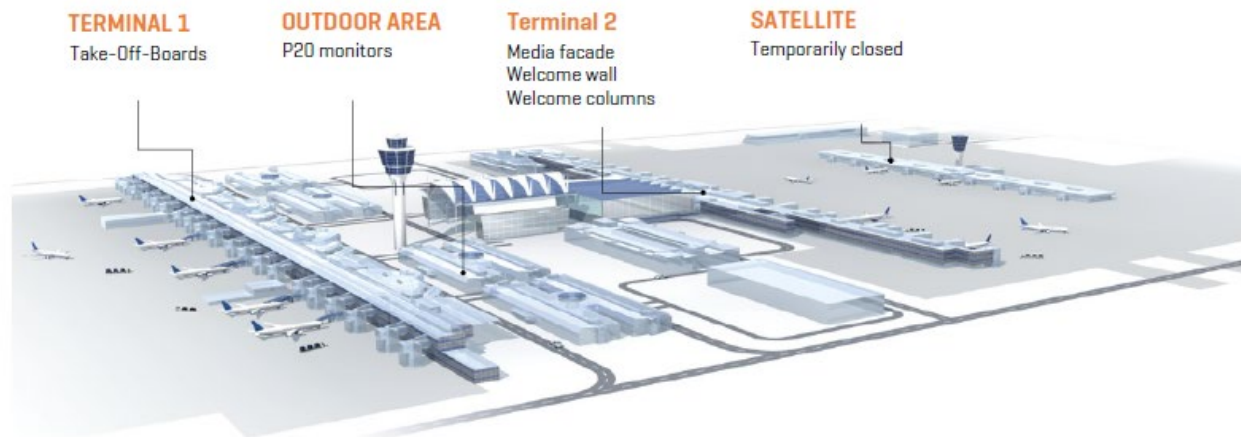 TERMINAL 1
Take-Off-Boards
OUTDOOR AREA
P20 monitors
Terminal 2
Media facade
Welcome wall
Welcome columns
SATELLITE
Temporarily closed